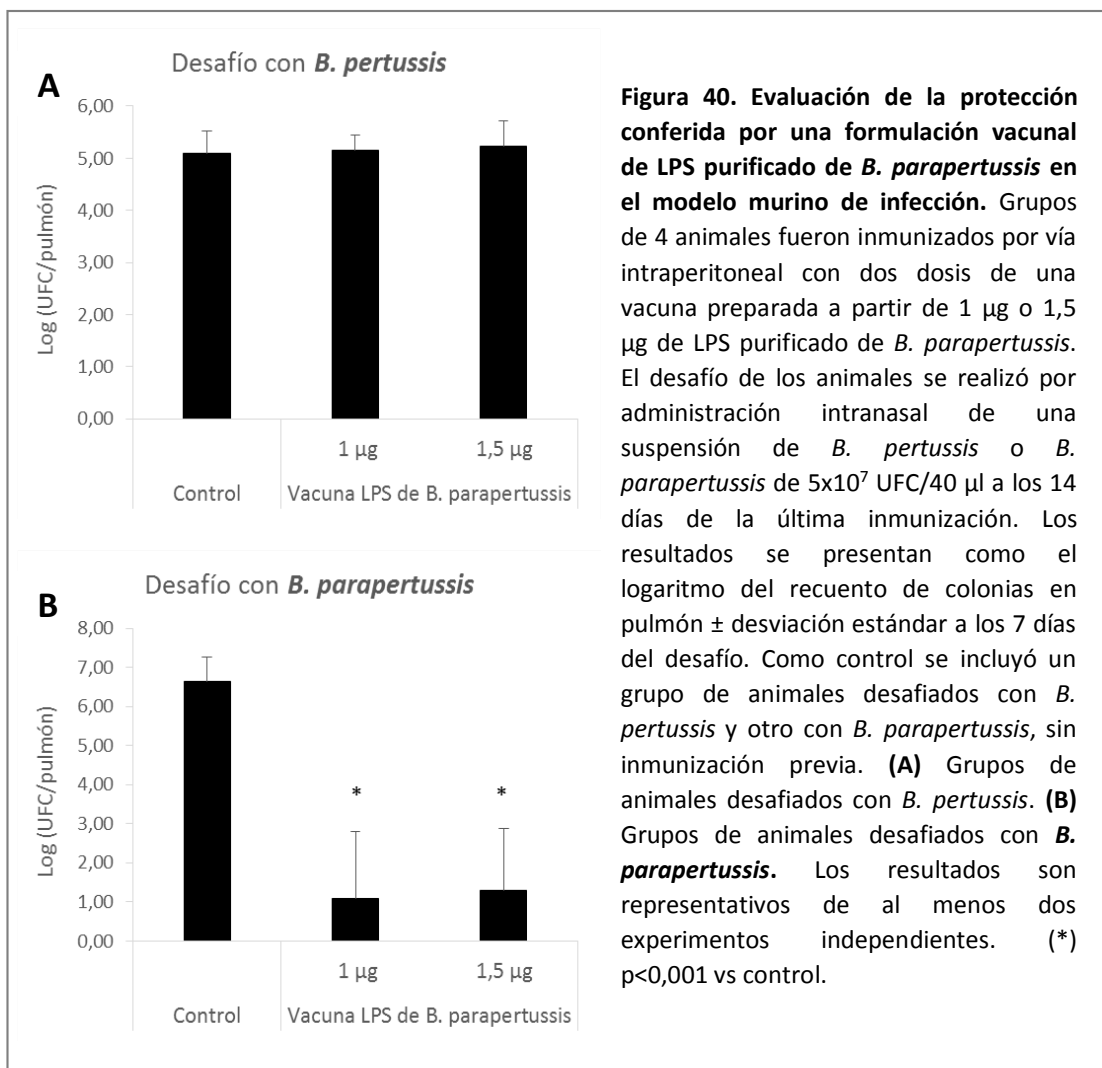 A
Desafío con B. pertussis
6,00
5,00
4,00
3,00
2,00
1,00
0,00
Log (UFC/pulmón)
1 µg
1,5 µg
Control
Vacuna LPS de B. parapertussis
B
Desafío con B. parapertussis
8,00
7,00
6,00
5,00
4,00
3,00
2,00
1,00
0,00
Log (UFC/pulmón)
*
*
1 µg
1,5 µg
Control
Vacuna LPS de B. parapertussis
Figura 40. Evaluación de la protección
conferida por una formulación vacunal
de LPS purificado de B. parapertussis en
el modelo murino de infección. Grupos
de 4 animales fueron inmunizados por vía
intraperitoneal con dos dosis de una
vacuna preparada a partir de 1 µg o 1,5
µg de LPS purificado de B. parapertussis.
El desafío de los animales se realizó por
administración intranasal de una
suspensión de B. pertussis o B.
parapertussis de 5x10⁷ UFC/40 µl a los 14
días de la última inmunización. Los
resultados se presentan como el
logaritmo del recuento de colonias en
pulmón ± desviación estándar a los 7 días
del desafío. Como control se incluyó un
grupo de animales desafiados con B.
pertussis y otro con B. parapertussis, sin
inmunización previa. (A) Grupos de
animales desafiados con B. pertussis. (B)
Grupos de animales desafiados con B.
parapertussis. Los resultados son
representativos de al menos dos
experimentos independientes. (*)
p<0,001 vs control.